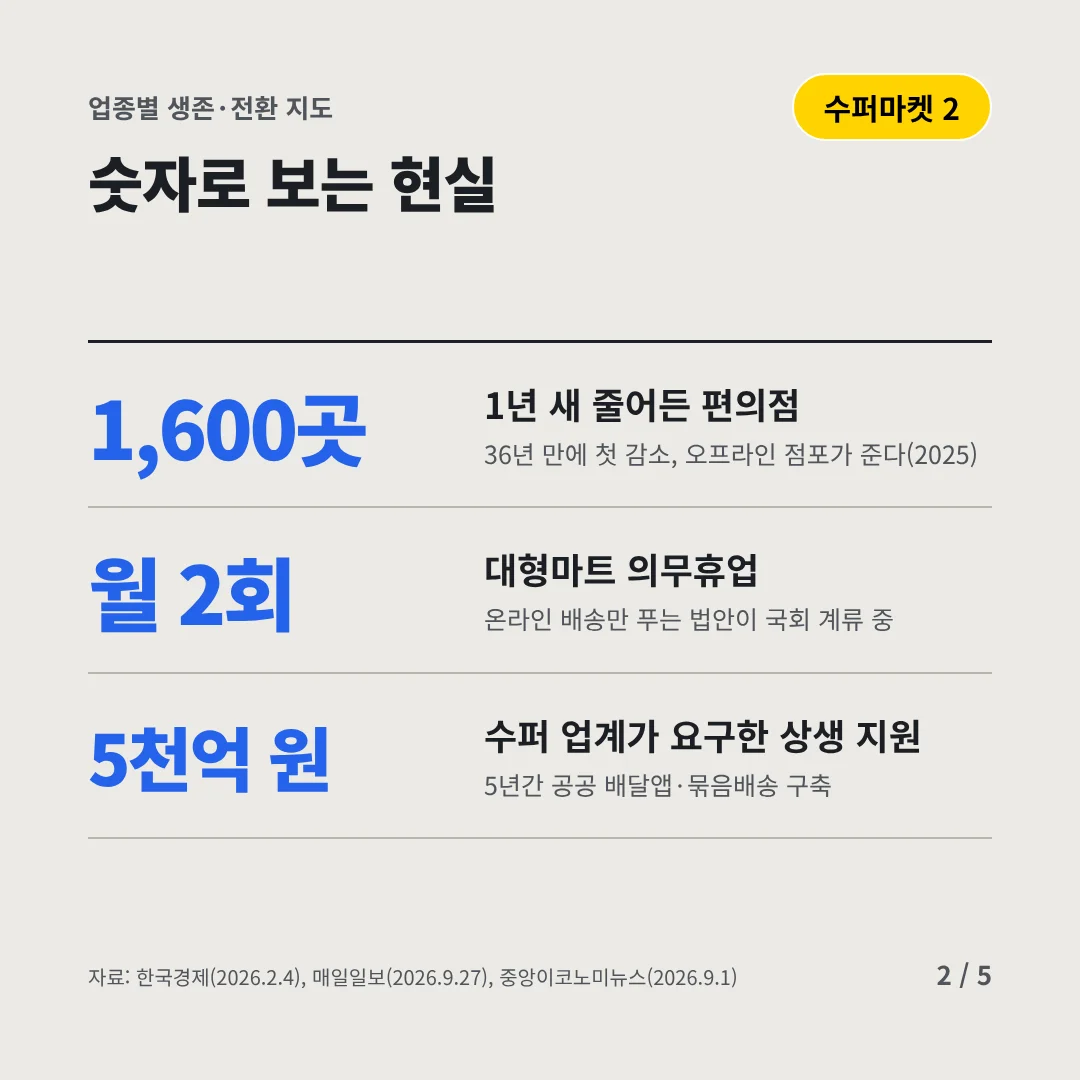 업종별 생존·전환 지도
수퍼마켓 2
숫자로 보는 현실
1,600곳
1년 새 줄어든 편의점
36년 만에 첫 감소, 오프라인 점포가 준다(2025)
월 2회
대형마트 의무휴업
온라인 배송만 푸는 법안이 국회 계류 중
5천억 원
수퍼 업계가 요구한 상생 지원
5년간 공공 배달앱·묶음배송 구축
자료: 한국경제(2026.2.4), 매일일보(2026.9.27), 중앙이코노미뉴스(2026.9.1)
2 / 5